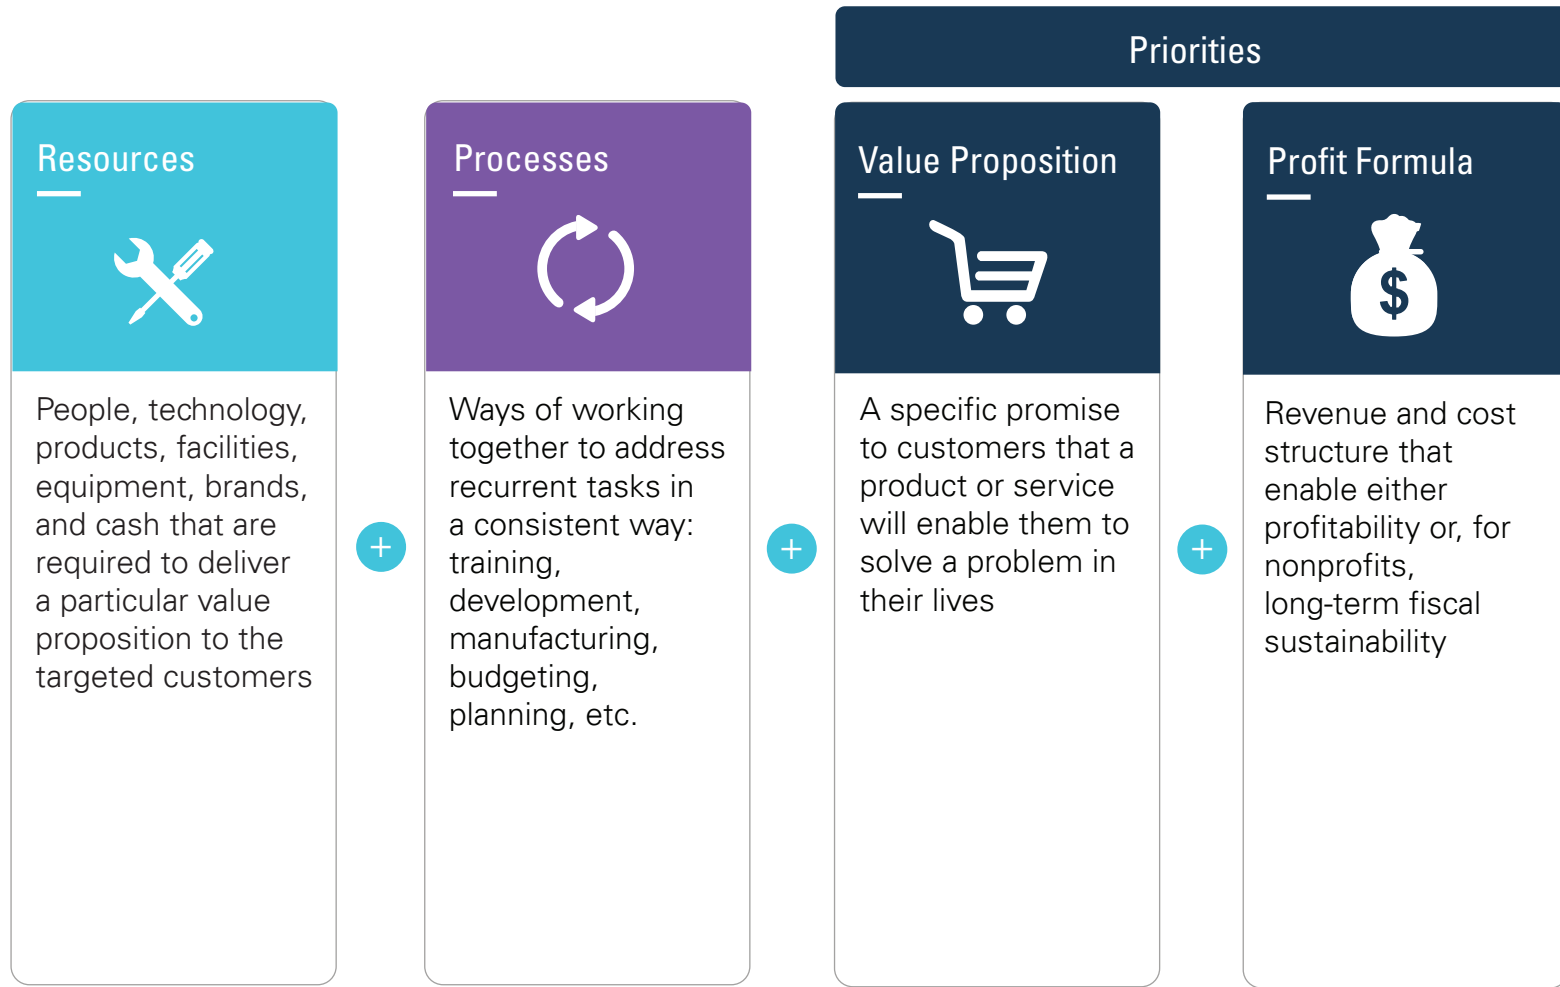 Priorities
Resources
People, technology,
products, facilities,
equipment, brands,
and cash that are
required to deliver
a particular value
proposition to the
targeted customers
+
Processes
Ways of working
together to address
recurrent tasks in
a consistent way:
training,
development,
manufacturing,
budgeting,
planning, etc.
+
Value Proposition
A specific promise
to customers that a
product or service
will enable them to
solve a problem in
their lives
+
Profit Formula
$
Revenue and cost
structure that
enable either
profitability or, for
nonprofits,
long-term fiscal
sustainability